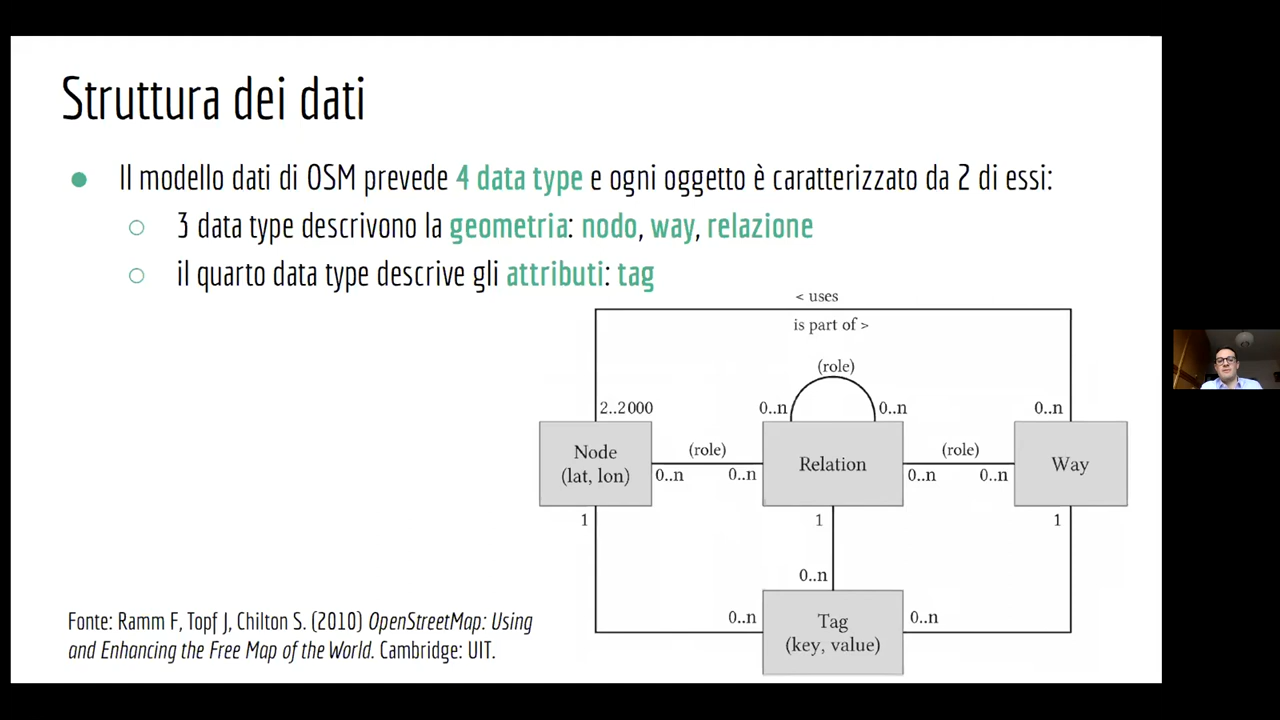 Struttura dei dati
● Il modello dati di OSM prevede 4 data type e ogni oggetto è caratterizzato da 2 di essi:
○ 3 data type descrivono la geometria: nodo, way, relazione
○ il quarto data type descrive gli attributi: tag
< uses
is part of >
(role)
2..2000
0..n
0..n
0..n
Node
(lat, lon)
(role)
0..n
0..n
Relation
(role)
0..n
0..n
Way
1
1
1
0..n
0..n
0..n
Tag
(key, value)
Fonte: Ramm F, Topf J, Chilton S. (2010) OpenStreetMap: Using
and Enhancing the Free Map of the World. Cambridge: UIT.